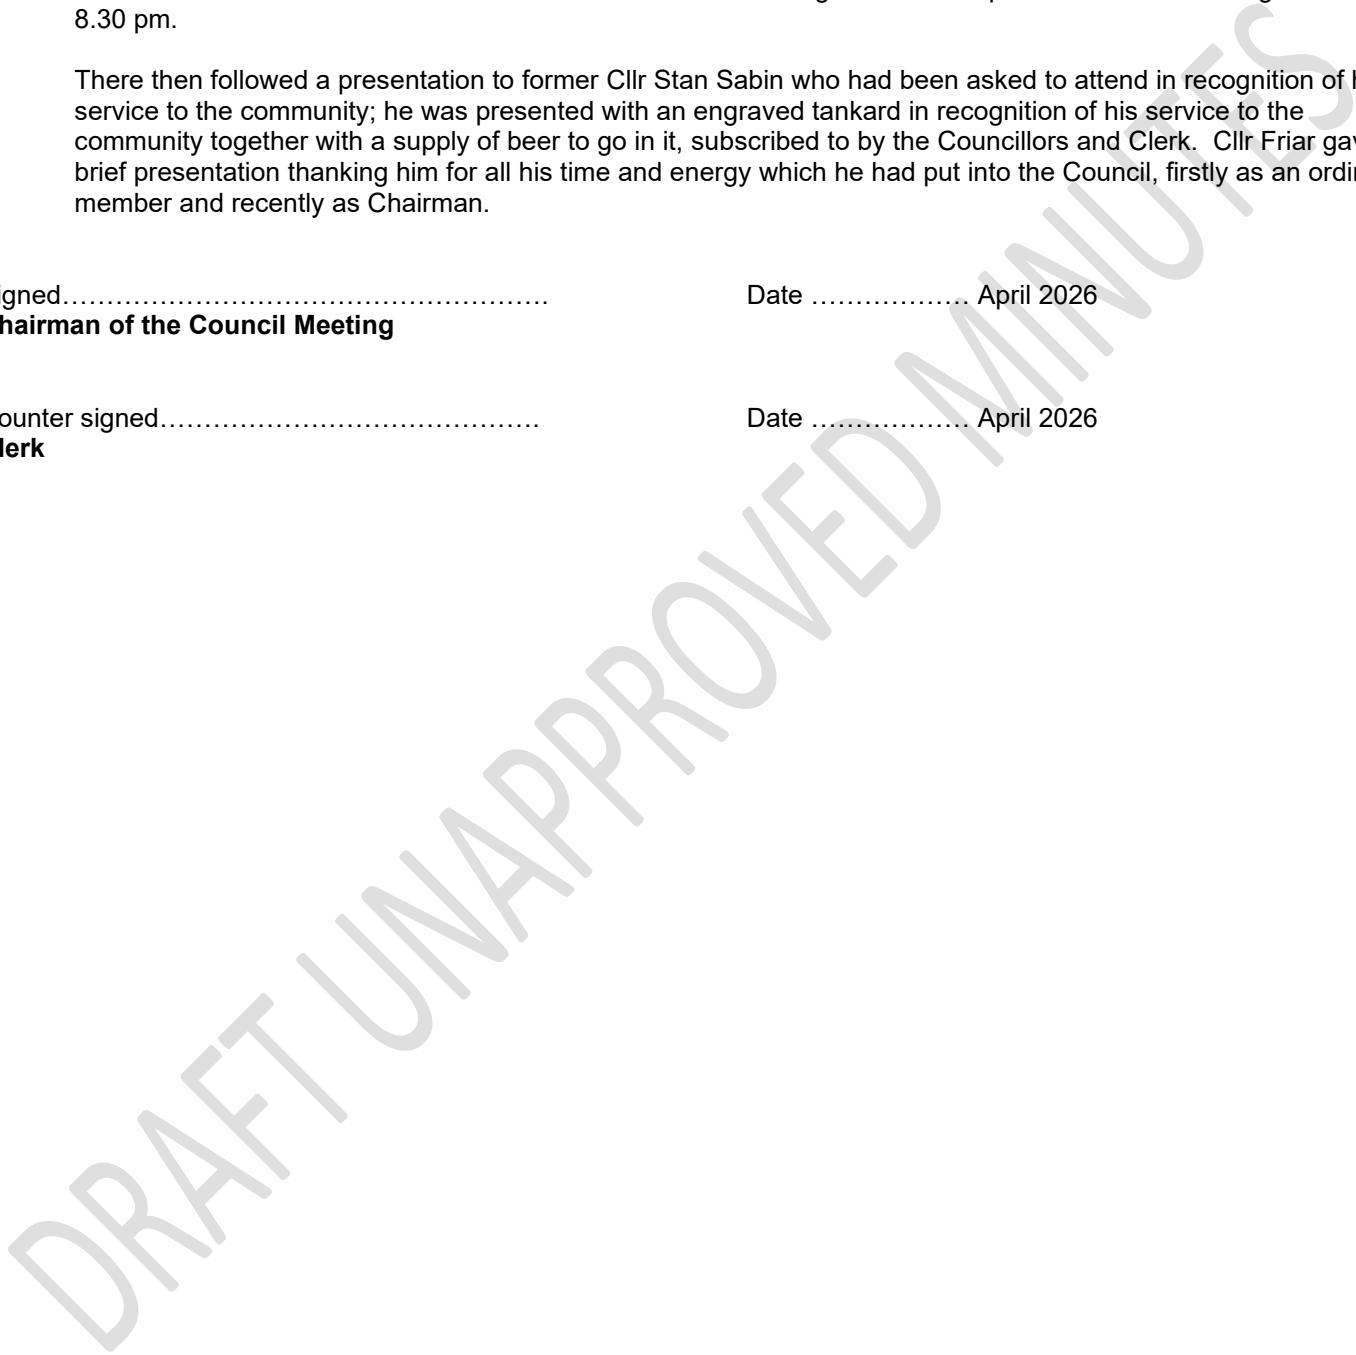 8.30 pm.
There then followed a presentation to former Cllr Stan Sabin who had been asked to attend in recognition of
service to the community; he was presented with an engraved tankard in recognition of his service to the
community together with a supply of beer to go in it, subscribed to by the Councillors and Clerk.  Cllr Friar
brief presentation thanking him for all his time and energy which he had put into the Council, firstly as an
member and recently as Chairman.
igned…………………………………………………. Date ……………… April 2026
hairman of the Council Meeting
ounter signed……………………………………. Date ……………… April 2026
lerk
DRAFT UNAPPROVED MINUTES